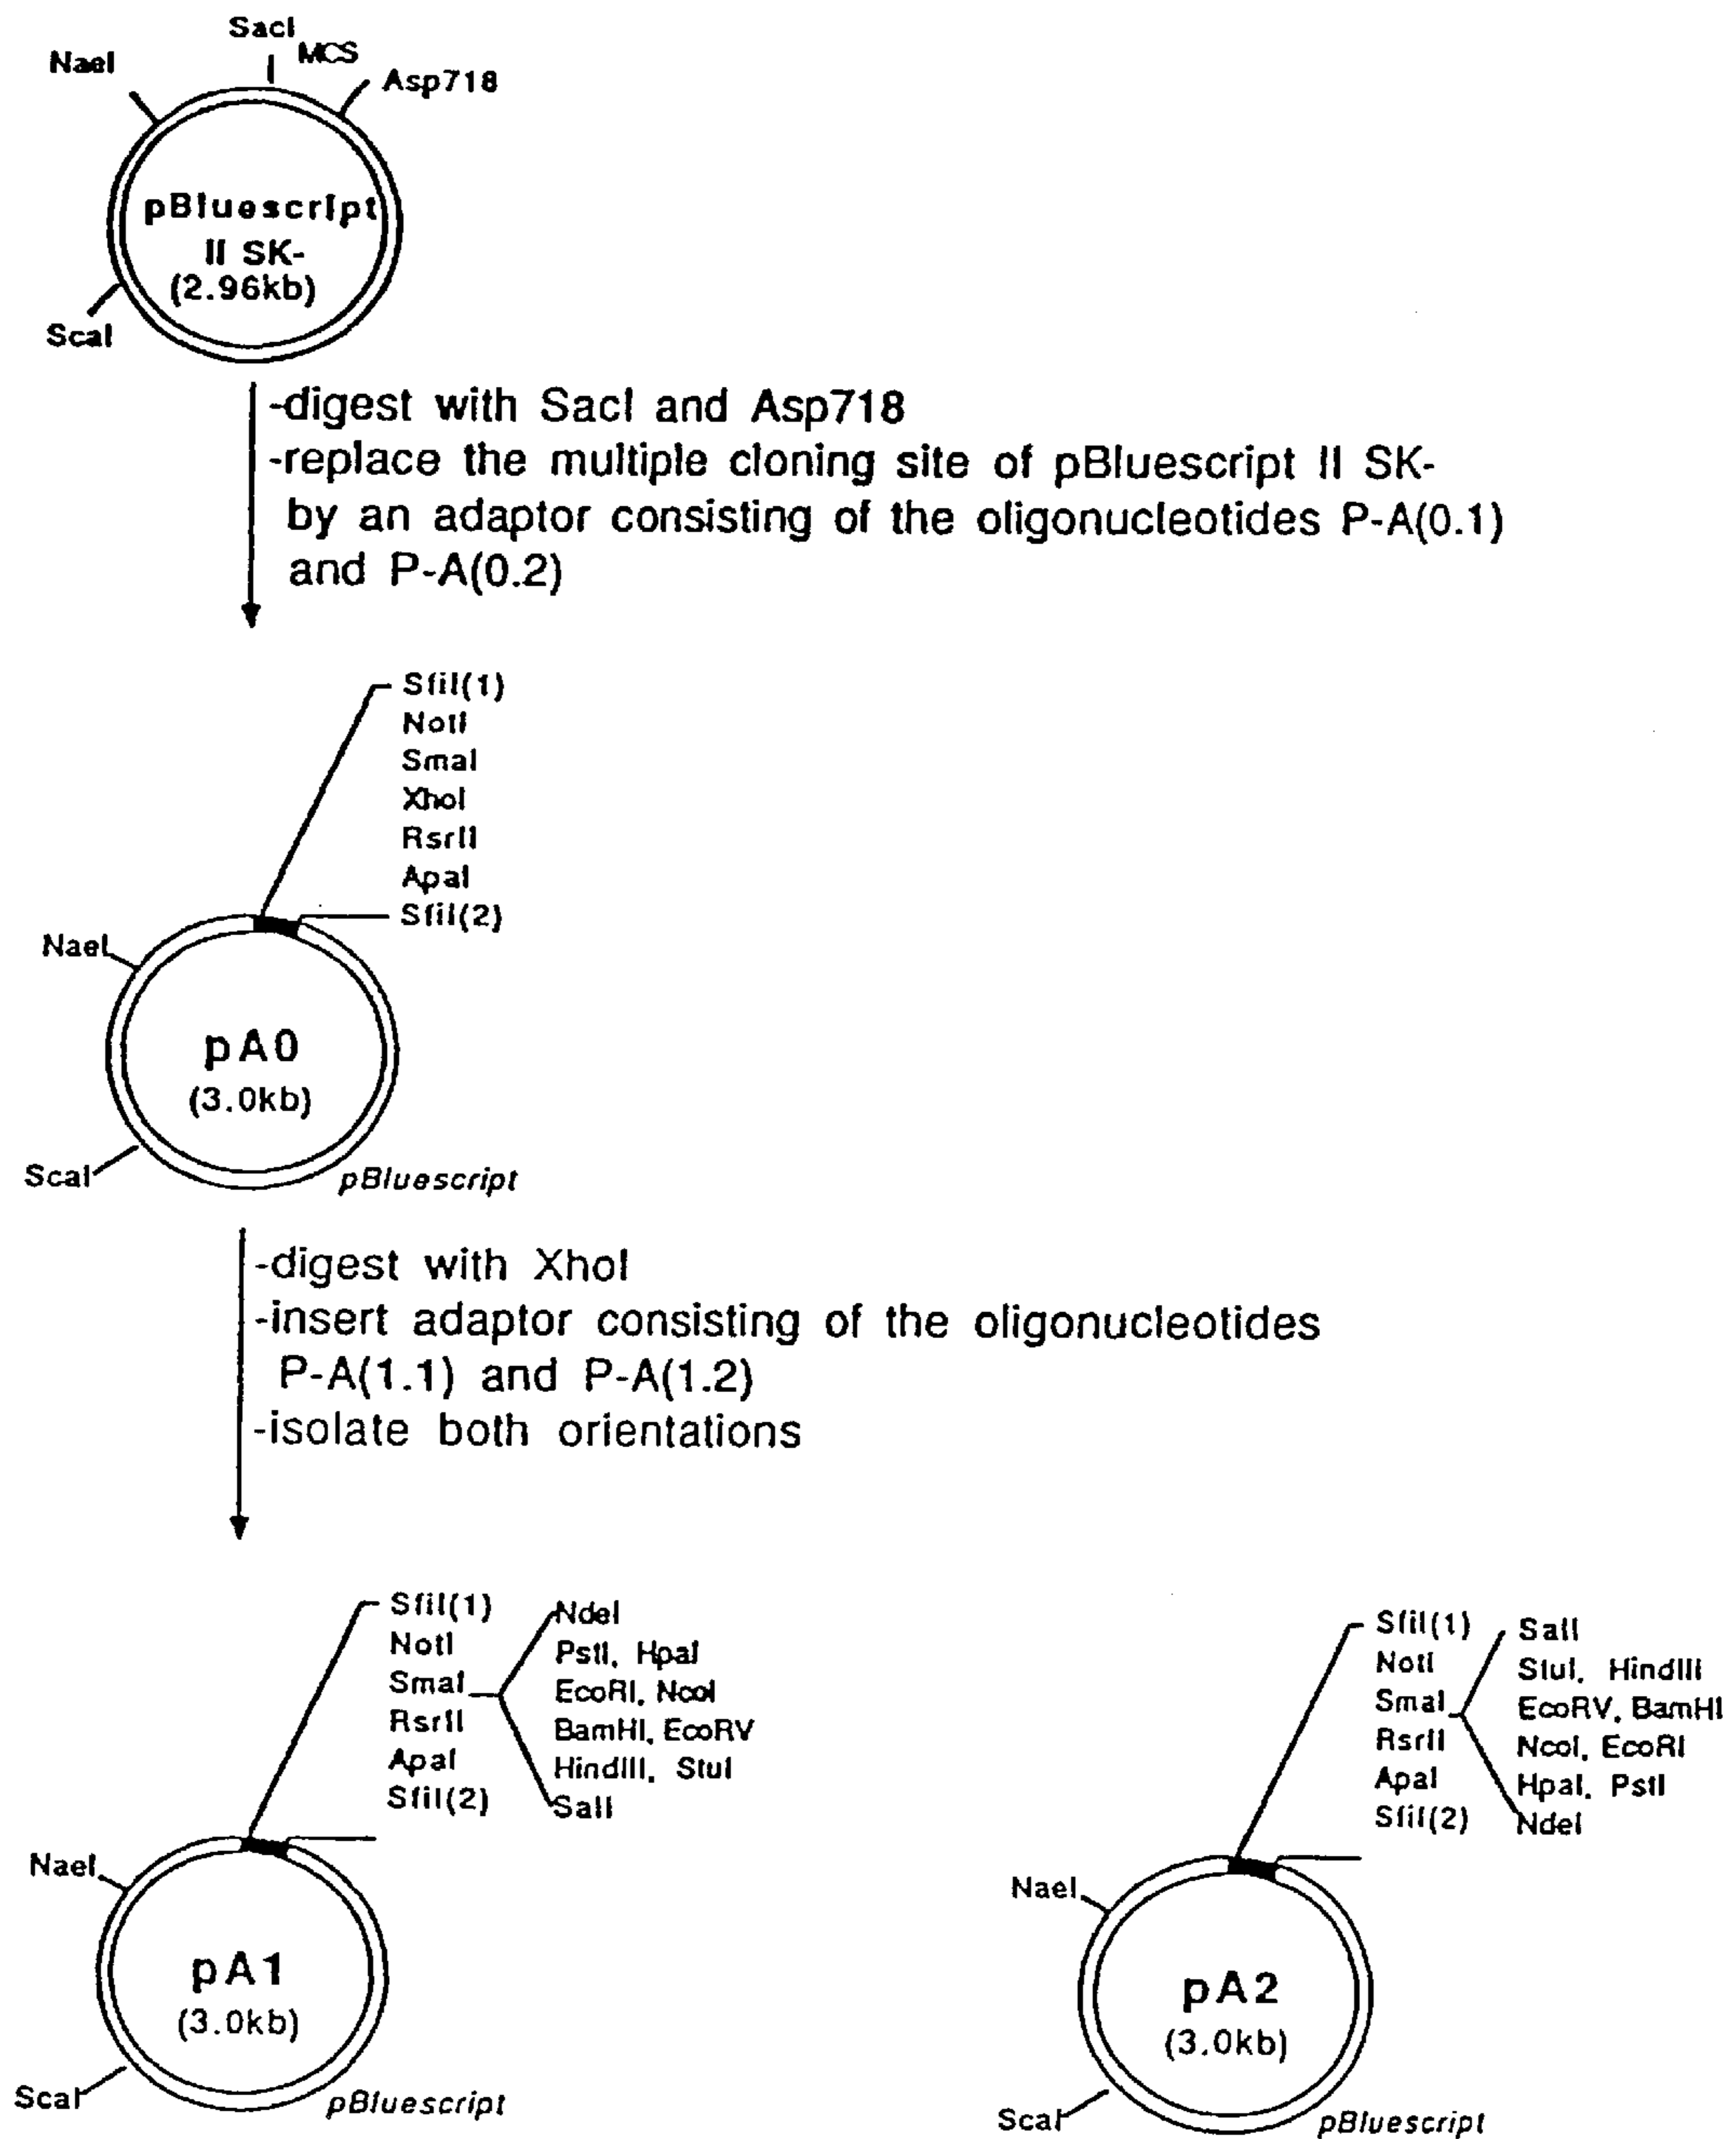 SacI
MCS
NaeI
Asp718
pBluescript
II SK-
(2.96kb)
ScaI
-digest with SacI and Asp718
-replace the multiple cloning site of pBluescript II SK-
by an adaptor consisting of the oligonucleotides P-A(0.1)
and P-A(0.2)
SfiI(1)
NotI
SmaI
XhoI
RsrII
ApaI
SfiI(2)
NaeI
pA0
(3.0kb)
ScaI
pBluescript
-digest with XhoI
-insert adaptor consisting of the oligonucleotides
P-A(1.1) and P-A(1.2)
-isolate both orientations
SfiI(1)
NotI
SmaI
RsrII
ApaI
SfiI(2)
NdeI
PstI, HpaI
EcoRI, NcoI
BamHI, EcoRV
HindIII, StuI
SalI
NaeI
pA1
(3.0kb)
ScaI
pBluescript
SfiI(1)
NotI
SmaI
RsrII
ApaI
SfiI(2)
SalI
StuI, HindIII
EcoRV, BamHI
NcoI, EcoRI
HpaI, PstI
NdeI
NaeI
pA2
(3.0kb)
ScaI
pBluescript